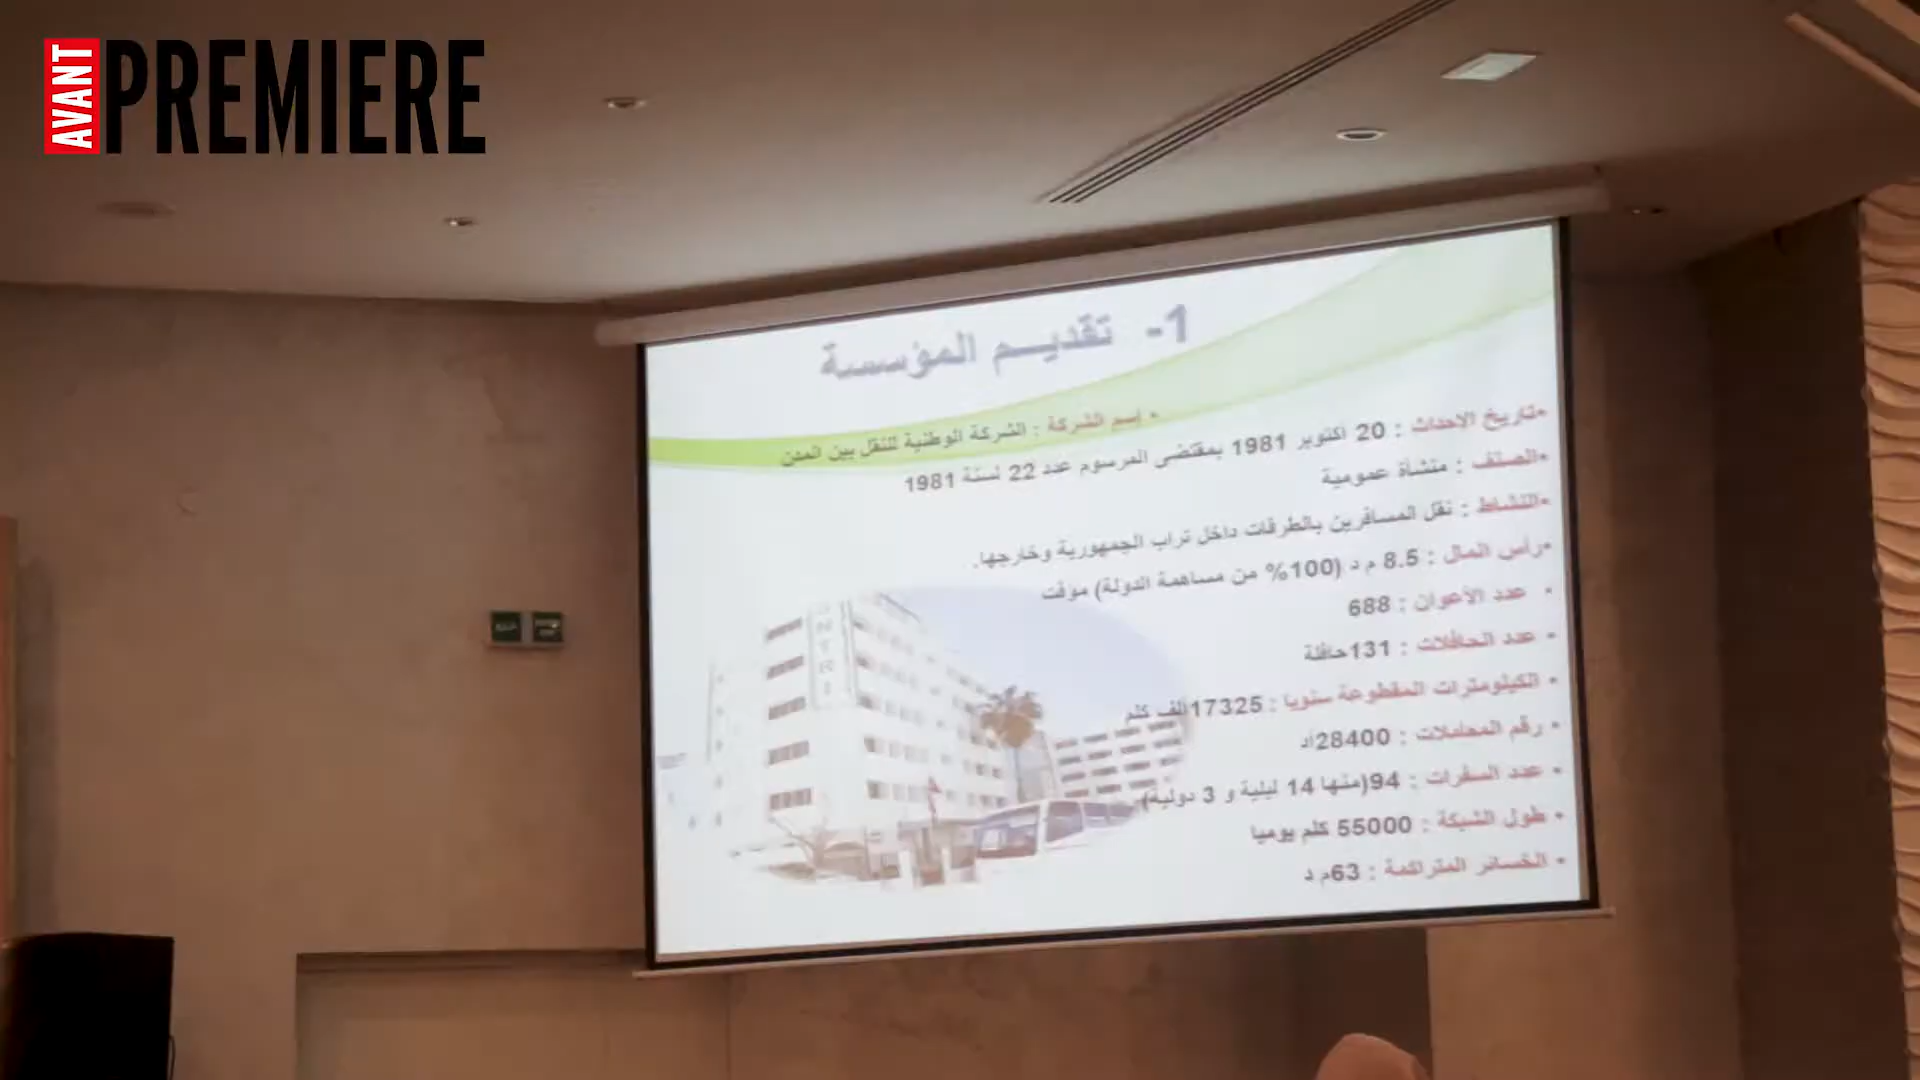 AVANT PREMIERE
1- تقديــم المؤسسة
• إسم الشركة : الشركة الوطنية للنقل بين المدن
•تاريخ الاحداث : 20 اكتوبر 1981 بمقتضى المرسوم عدد 22 لسنة 1981
•الصنف : منشأة عمومية
•النشاط : نقل المسافرين بالطرقات داخل تراب الجمهورية وخارجها.
•رأس المال : 8.5 م د (100% من مساهمة الدولة) موقت
• عدد الأعوان : 688
• عدد الحافلات : 131حافلة
• الكيلومترات المقطوعة سنويا : 17325ألف كلم
• رقم المعاملات : 28400أد
• عدد السفرات : 94(منها 14 ليلية و 3 دولية)
• طول الشبكة : 55000 كلم يوميا
• الخسائر المتراكمة : 63م د
NTRI